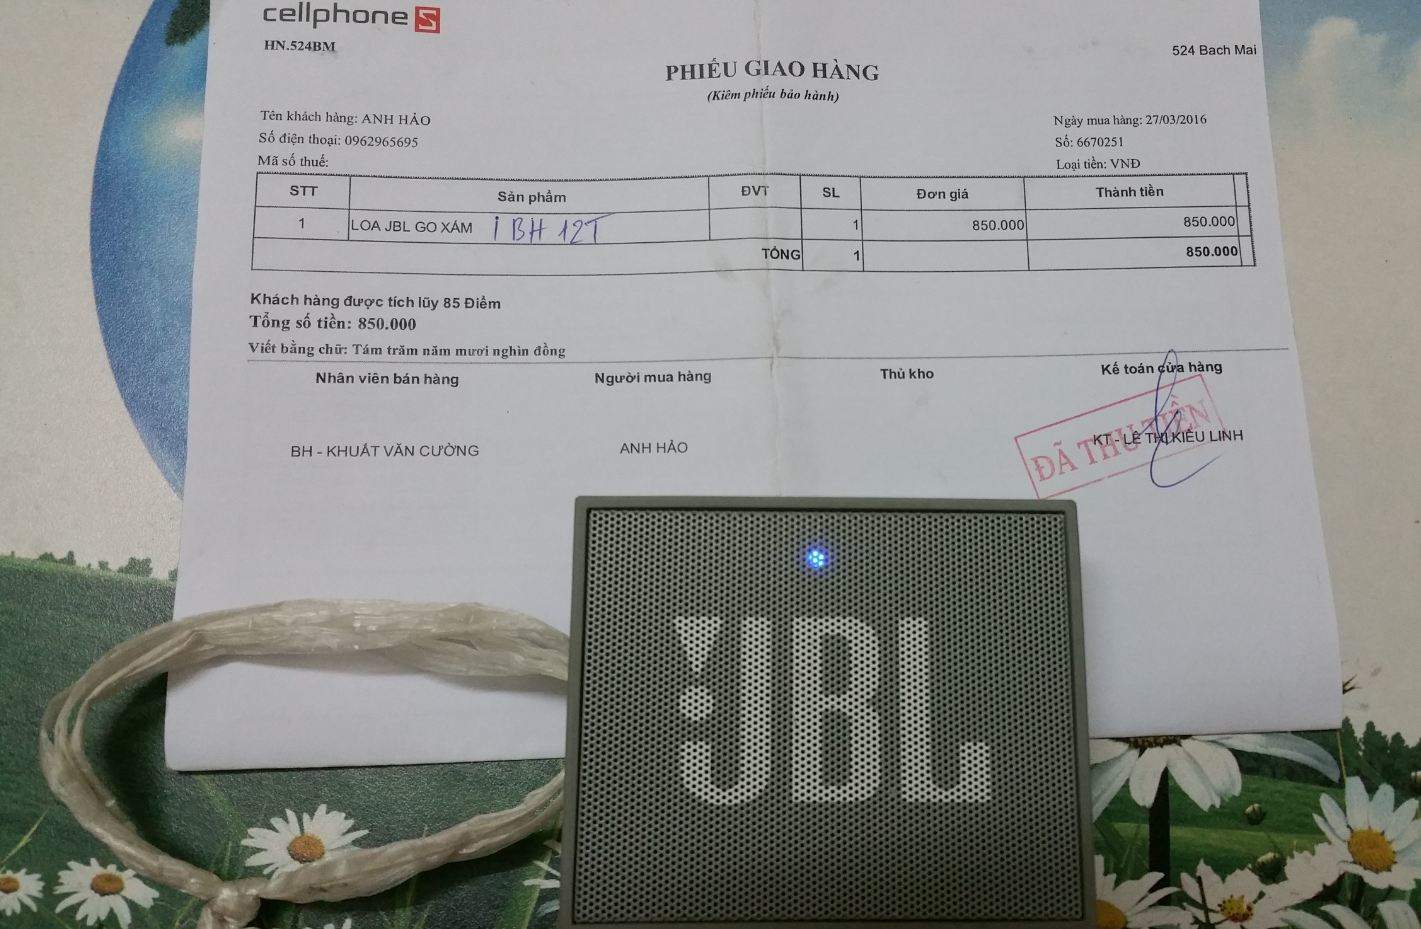 cellphone S
HN.524BM
524 Bach Mai
PHIẾU GIAO HÀNG
(Kiêm phiếu bảo hành)
Tên khách hàng: ANH HẢO
Ngày mua hàng: 27/03/2016
Số điện thoại: 0962965695
Số: 6670251
Mã số thuế:
Loại tiền: VNĐ
STT Sản phẩm ĐVT SL Đơn giá Thành tiền
1 LOA JBL GO XÁM 1 BH 12T 1 850.000 850.000
TỔNG 1 850.000
Khách hàng được tích lũy 85 Điểm
Tổng số tiền: 850.000
Viết bằng chữ: Tám trăm năm mươi nghìn đồng
Nhân viên bán hàng Người mua hàng Thủ kho Kế toán cửa hàng
BH - KHUẤT VĂN CƯỜNG ANH HẢO KT - LÊ THỊ KIỀU LINH
ĐÃ THU TIỀN
JBL